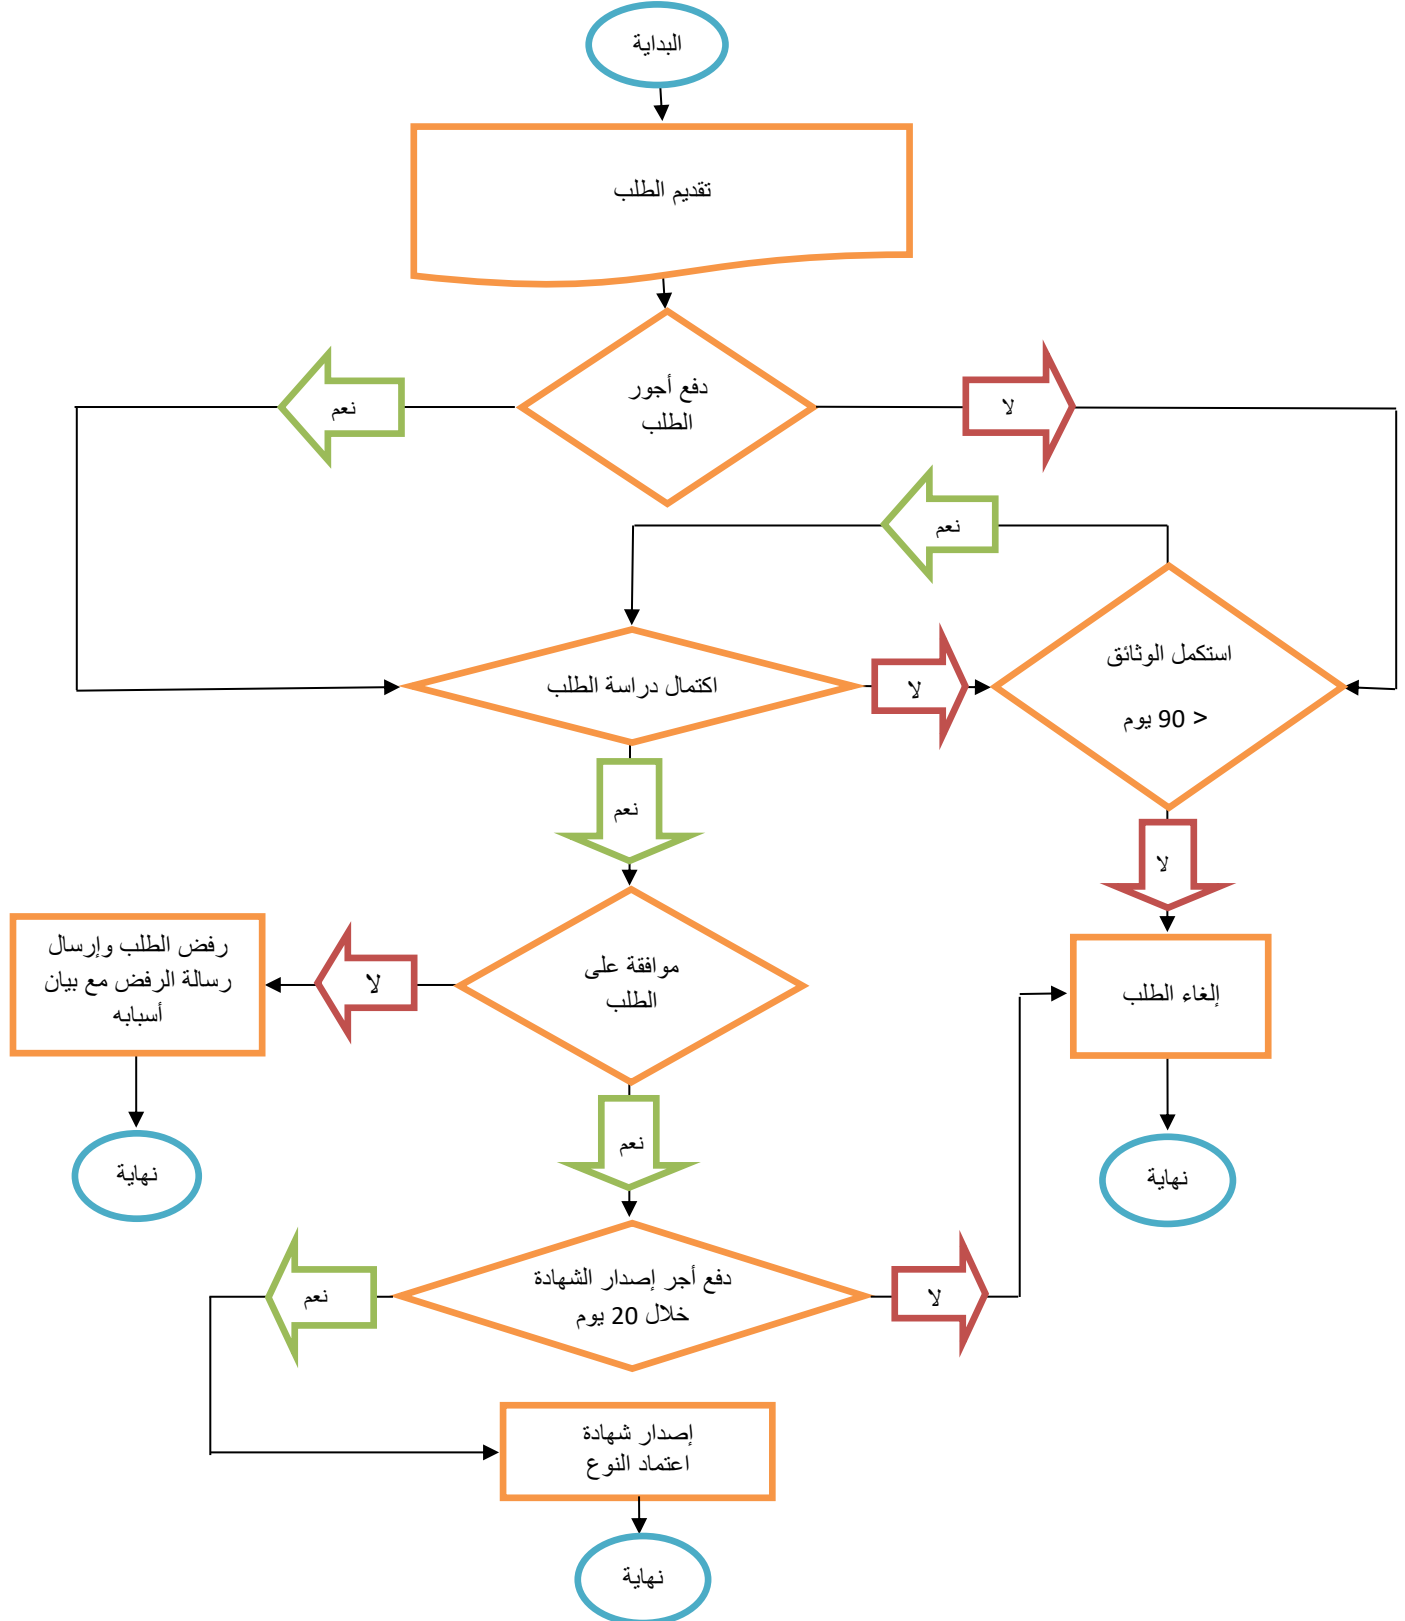 البداية
تقديم الطلب
دفع أجور
الطلب
نعم
لا
نعم
استكمل الوثائق
< 90 يوم
اكتمال دراسة الطلب
لا
نعم
لا
موافقة على
الطلب
لا
رفض الطلب وإرسال
رسالة الرفض مع بيان
أسبابه
إلغاء الطلب
نعم
نهاية
نهاية
دفع أجر إصدار الشهادة
خلال 20 يوم
نعم
لا
إصدار شهادة
اعتماد النوع
نهاية